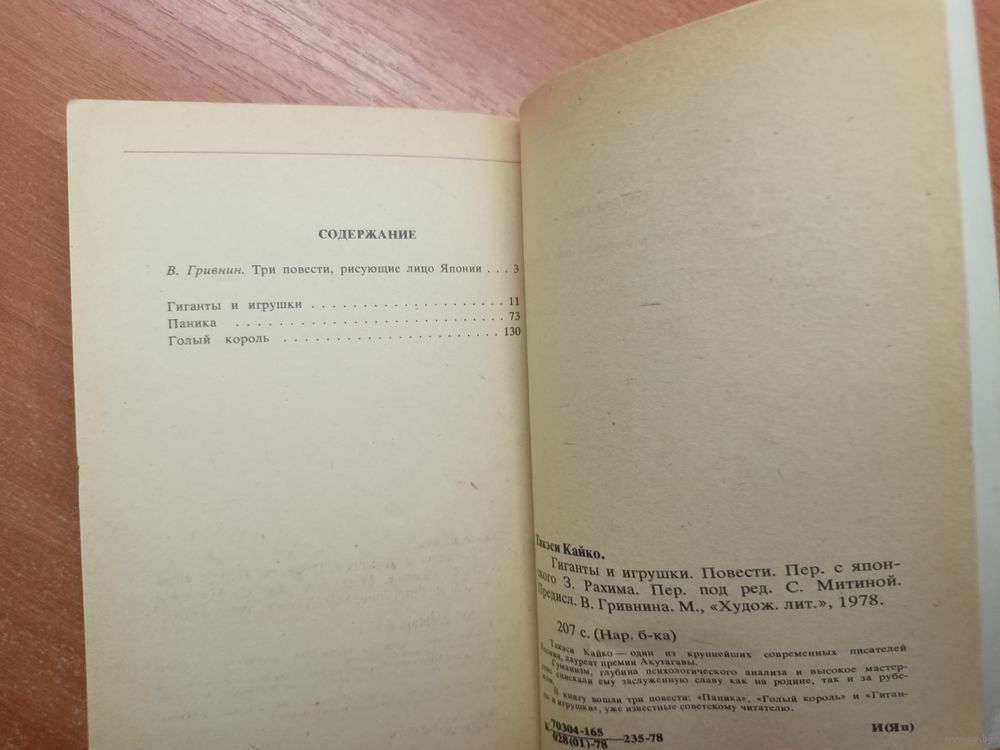 СОДЕРЖАНИЕ
В. Гривнин. Три повести, рисующие лицо Японии . . . 3
Гиганты и игрушки . . . . . . . . . . . . . . . . . . . . 11
Паника . . . . . . . . . . . . . . . . . . . . . . . . . . . 73
Голый король . . . . . . . . . . . . . . . . . . . . . . 130
Такэси Кайко.
Гиганты и игрушки. Повести. Пер. с япон-
ского З. Рахима. Пер. под ред. С. Митиной.
Предисл. В. Гривнина. М., «Худож. лит.», 1978.
207 с. (Нар. б-ка)
Такэси Кайко — один из крупнейших современных писателей
Японии, лауреат премии Акутагавы.
Гуманизм, глубина психологического анализа и высокое мастер-
ство снискали ему заслуженную славу как на родине, так и за рубе-
жом.
В книгу вошли три повести: «Паника», «Голый король» и «Гиган-
ты и игрушки», уже известные советскому читателю.
К 70304-165
028(01)-78 235-78
И(Яп)